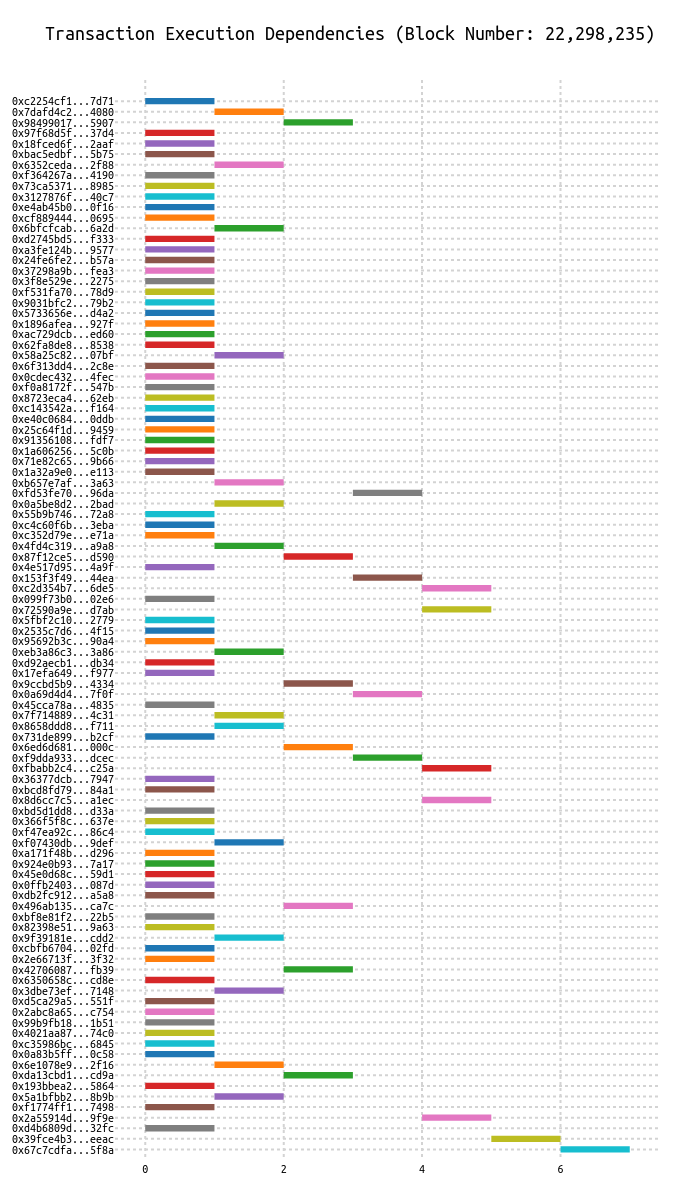 Transaction Execution Dependencies (Block Number: 22,298,235)
0xc2254cf1...7d71
0x7dafd4c2...4080
0x98499017...5907
0x97f68d5f...37d4
0x18fced6f...2aaf
0xbac5edbf...5b75
0x6352ceda...2f88
0xf364267a...4190
0x73ca5371...8985
0x3127876f...40c7
0xe4ab45b0...0f16
0xcf889444...0695
0x6bfcfcab...6a2d
0xd2745bd5...f333
0xa3fe124b...9577
0x24fe6fe2...b57a
0x37298a9b...fea3
0x3f8e529e...2275
0xf531fa70...78d9
0x9031bfc2...79b2
0x5733656e...d4a2
0x1896afea...927f
0xac729dcb...ed60
0x62fa8de8...8538
0x58a25c82...07bf
0x6f313dd4...2c8e
0x0cdec432...4fec
0xf0a8172f...547b
0x8723eca4...62eb
0xc143542a...f164
0xe40c0684...0ddb
0x25c64f1d...9459
0x91356108...fdf7
0x1a606256...5c0b
0x71e82c65...9b66
0x1a32a9e0...e113
0xb657e7af...3a63
0xfd53fe70...96da
0x0a5be8d2...2bad
0x55b9b746...72a8
0xc4c60f6b...3eba
0xc352d79e...e71a
0x4fd4c319...a9a8
0x87f12ce5...d590
0x4e517d95...4a9f
0x153f3f49...44ea
0xc2d354b7...6de5
0x099f73b0...02e6
0x72590a9e...d7ab
0x5fbf2c10...2779
0x2535c7d6...4f15
0x95692b3c...90a4
0xeb3a86c3...3a86
0xd92aecb1...db34
0x17efa649...f977
0x9ccbd5b9...4334
0x0a69d4d4...7f0f
0x45cca78a...4835
0x7f714889...4c31
0x8658ddd8...f711
0x731de899...b2cf
0x6ed6d681...000c
0xf9dda933...dcec
0xfbabb2c4...c25a
0x36377dcb...7947
0xbcd8fd79...84a1
0x8d6cc7c5...a1ec
0xbd5d1dd8...d33a
0x366f5f8c...637e
0xf47ea92c...86c4
0xf07430db...9def
0xa171f48b...d296
0x924e0b93...7a17
0x45e0d68c...59d1
0x0ffb2403...087d
0xdb2fc912...a5a8
0x496ab135...ca7c
0xbf8e81f2...22b5
0x82398e51...9a63
0x9f39181e...cdd2
0xcbfb6704...02fd
0x2e66713f...3f32
0x42706087...fb39
0x6350658c...cd8e
0x3dbe73ef...7148
0xd5ca29a5...551f
0x2abc8a65...c754
0x99b9fb18...1b51
0x4021aa87...74c0
0xc35986bc...6845
0x0a83b5ff...0c58
0x6e1078e9...2f16
0xda13cbd1...cd9a
0x193bbea2...5864
0x5a1bfbb2...8b9b
0xf1774ff1...7498
0x2a55914d...9f9e
0xd4b6809d...32fc
0x39fce4b3...eeac
0x67c7cdfa...5f8a
0 2 4 6